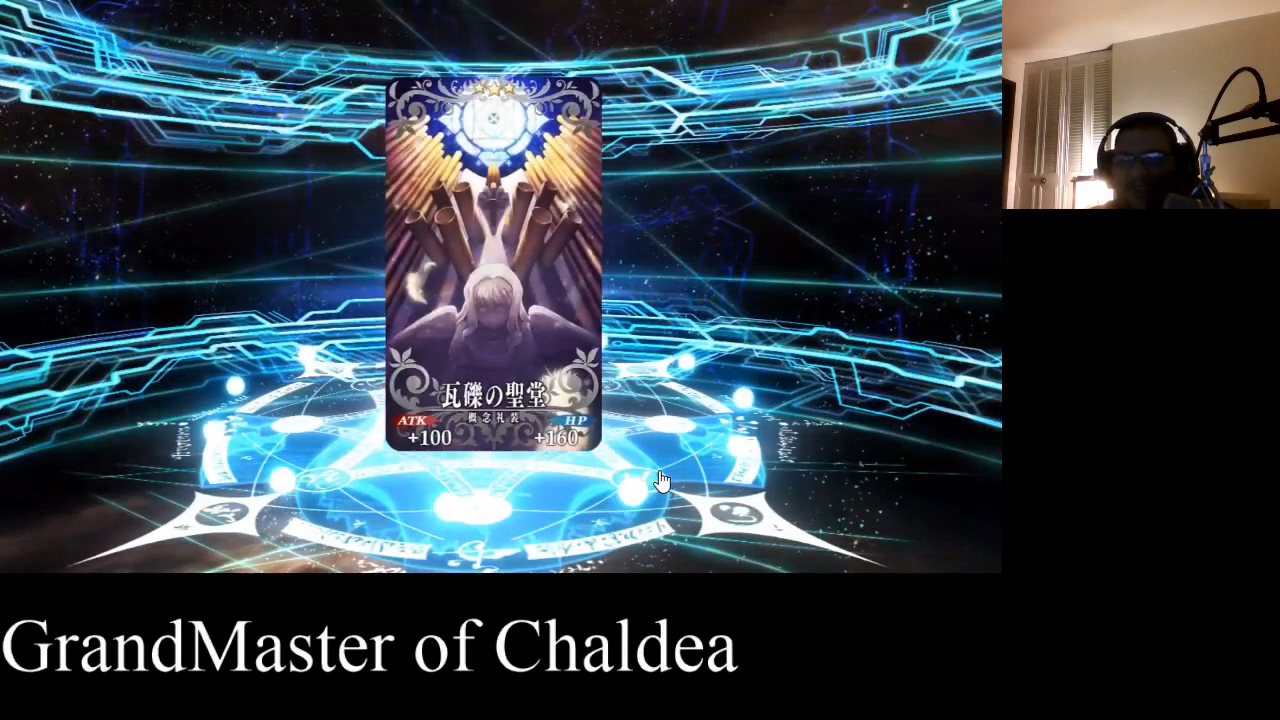 瓦礫の聖堂
概念礼装
ATK HP
+100 +160
GrandMaster of Chaldea